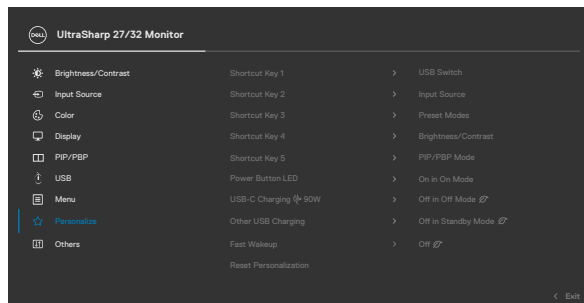 DELL UltraSharp 27/32 Monitor
Brightness/Contrast Shortcut Key 1 > USB Switch
Input Source Shortcut Key 2 > Input Source
Color Shortcut Key 3 > Preset Modes
Display Shortcut Key 4 > Brightness/Contrast
PIP/PBP Shortcut Key 5 > PIP/PBP Mode
USB Power Button LED > On in On Mode
Menu USB-C Charging 90W > Off in Off Mode
Personalize Other USB Charging > Off in Standby Mode
Others Fast Wakeup > Off
Reset Personalization
< Exit